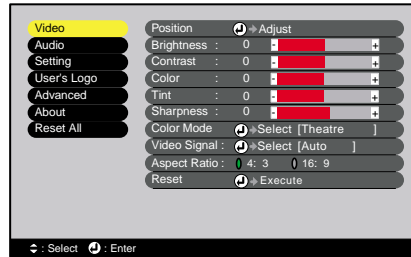 Video
Audio
Setting
User's Logo
Advanced
About
Reset All
Position Adjust
Brightness : 0 - +
Contrast : 0 - +
Color : 0 - +
Tint : 0 - +
Sharpness : 0 - +
Color Mode Select [Theatre ]
Video Signal : Select [Auto ]
Aspect Ratio : 4: 3 16: 9
Reset Execute
: Select : Enter